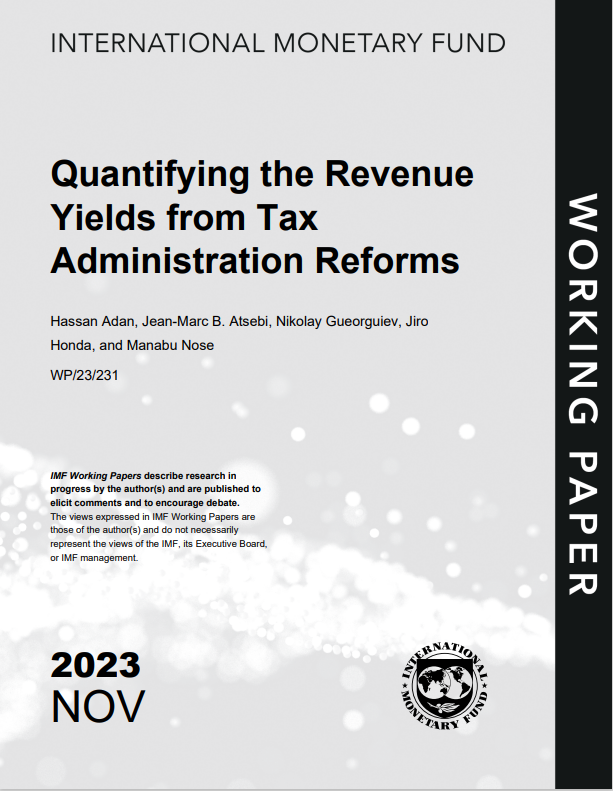 INTERNATIONAL MONETARY FUND
Quantifying the Revenue
Yields from Tax
Administration Reforms
Hassan Adan, Jean-Marc B. Atsebi, Nikolay Gueorguiev, Jiro
Honda, and Manabu Nose
WP/23/231
IMF Working Papers describe research in
progress by the author(s) and are published to
elicit comments and to encourage debate.
The views expressed in IMF Working Papers are
those of the author(s) and do not necessarily
represent the views of the IMF, its Executive Board,
or IMF management.
2023
NOV
INTERNATIONAL
MONETARY FUND
WORKING PAPER